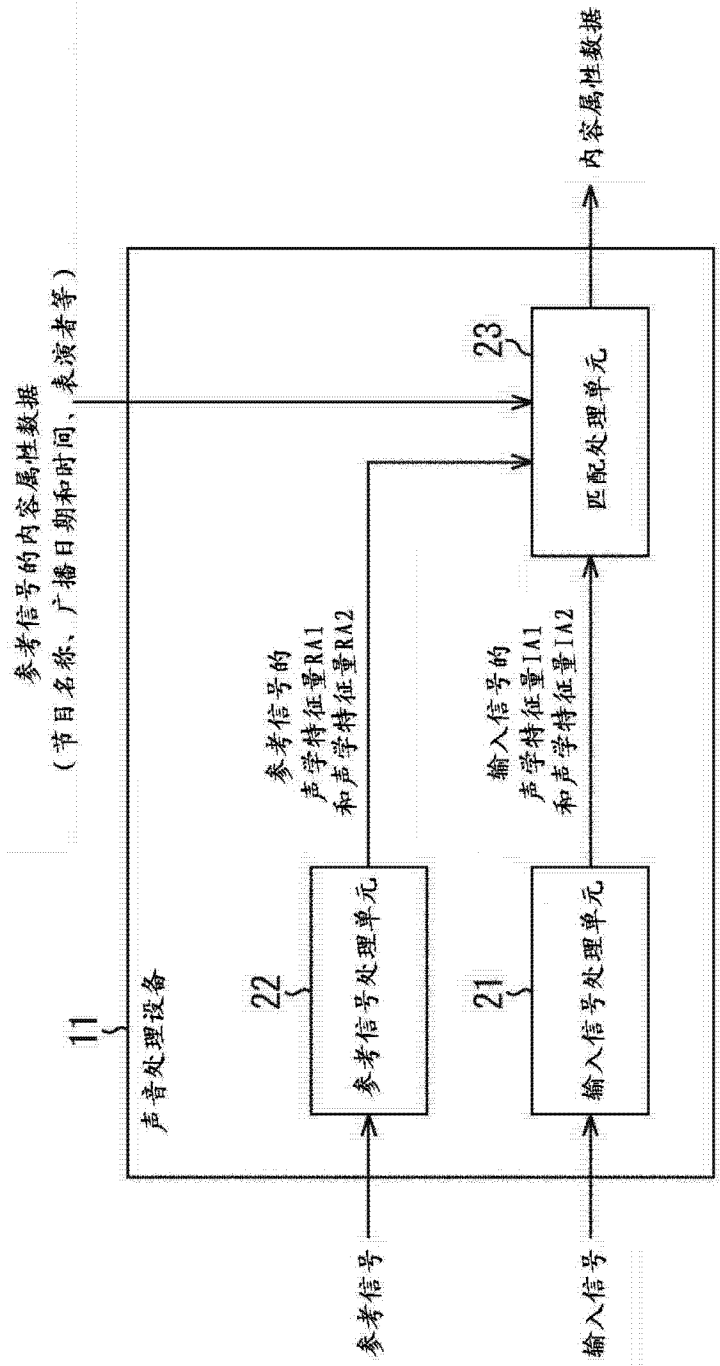 参考信号的内容属性数据
(节目名称、广播日期和时间、表演者等)
11
声音处理设备
参考信号
22
参考信号处理单元
参考信号的
声学特征量RA1
和声学特征量RA2
23
匹配处理单元
内容属性数据
输入信号
21
输入信号处理单元
输入信号的
声学特征量IA1
和声学特征量IA2